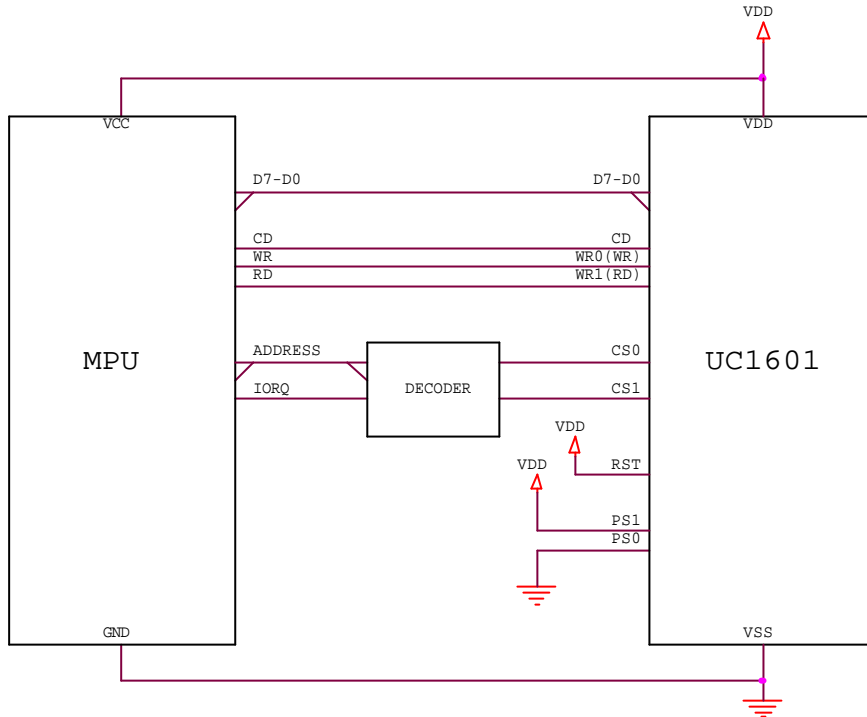 VDD
VCC
VDD
D7-D0
D7-D0
CD
CD
WR
WR0(WR)
RD
WR1(RD)
MPU
ADDRESS
CS0
UC1601
IORQ
DECODER
CS1
VDD
VDD
RST
PS1
PS0
GND
VSS